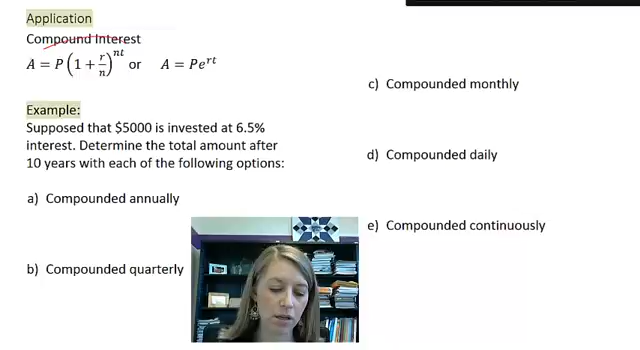 Application
Compound Interest
A = P(1 + r/n)^nt or A = Pe^rt
Example:
Supposed that $5000 is invested at 6.5%
interest. Determine the total amount after
10 years with each of the following options:
a) Compounded annually
b) Compounded quarterly
c) Compounded monthly
d) Compounded daily
e) Compounded continuously